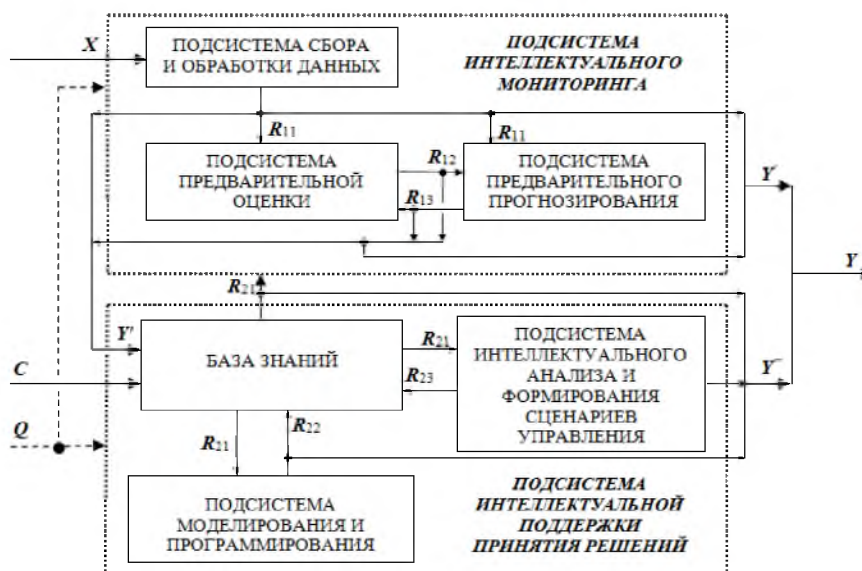 X
ПОДСИСТЕМА СБОРА
И ОБРАБОТКИ ДАННЫХ
ПОДСИСТЕМА
ИНТЕЛЛЕКТУАЛЬНОГО
МОНИТОРИНГА
R11
R11
ПОДСИСТЕМА
ПРЕДВАРИТЕЛЬНОЙ
ОЦЕНКИ
R12
R13
ПОДСИСТЕМА
ПРЕДВАРИТЕЛЬНОГО
ПРОГНОЗИРОВАНИЯ
Y'
Y
R21
Y'
БАЗА ЗНАНИЙ
R21
R23
ПОДСИСТЕМА
ИНТЕЛЛЕКТУАЛЬНОГО
АНАЛИЗА И
ФОРМИРОВАНИЯ
СЦЕНАРИЕВ
УПРАВЛЕНИЯ
Y''
C
Q
R21
R22
ПОДСИСТЕМА
МОДЕЛИРОВАНИЯ И
ПРОГРАММИРОВАНИЯ
ПОДСИСТЕМА
ИНТЕЛЛЕКТУАЛЬНОЙ
ПОДДЕРЖКИ
ПРИНЯТИЯ РЕШЕНИЙ